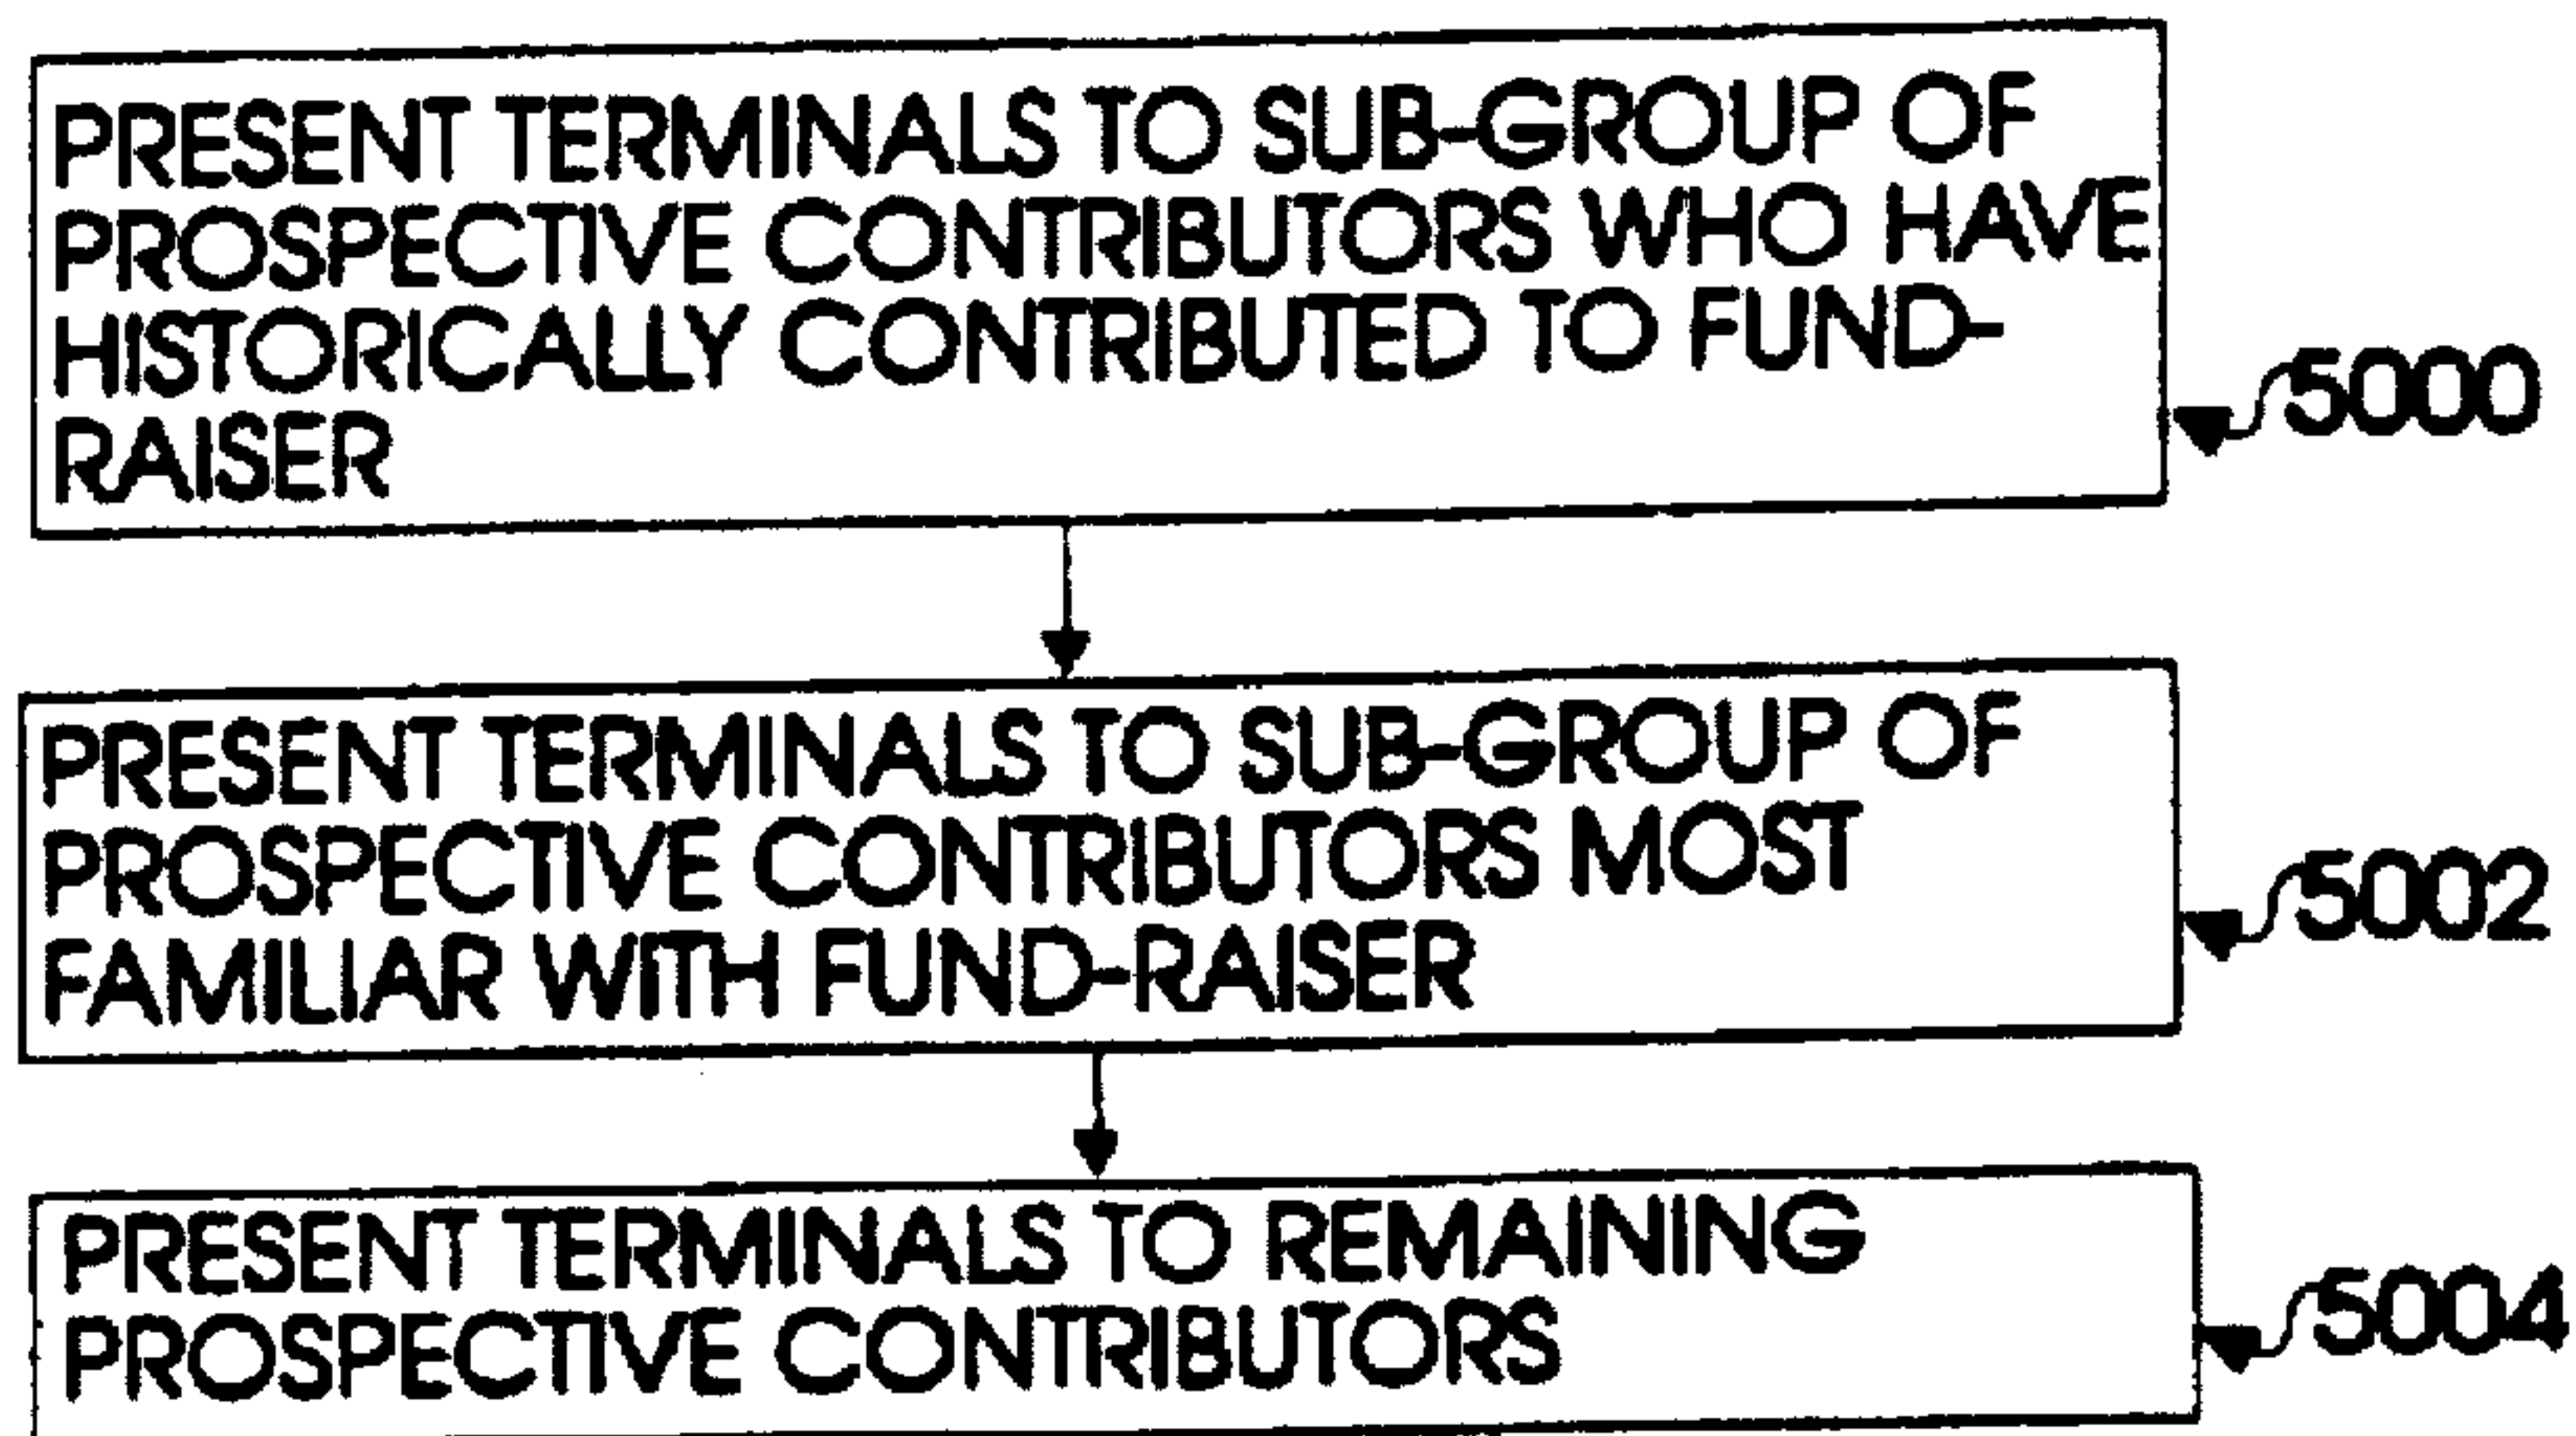 PRESENT TERMINALS TO SUB-GROUP OF
PROSPECTIVE CONTRIBUTORS WHO HAVE
HISTORICALLY CONTRIBUTED TO FUND-
RAISER
5000
PRESENT TERMINALS TO SUB-GROUP OF
PROSPECTIVE CONTRIBUTORS MOST
FAMILIAR WITH FUND-RAISER
5002
PRESENT TERMINALS TO REMAINING
PROSPECTIVE CONTRIBUTORS
5004